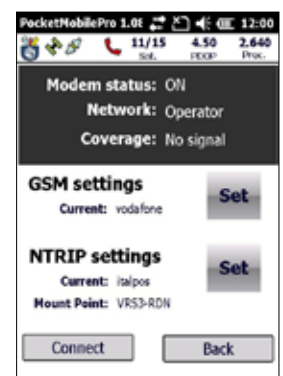 PocketMobilePro 1.08 12:00
11/15 4.50 2.640
Sat. PDOP Prec.
Modem status: ON
Network: Operator
Coverage: No signal
GSM settings
Set
Current: vodafone
NTRIP settings
Set
Current: italpos
Mount Point: VRS3-RDN
Connect Back